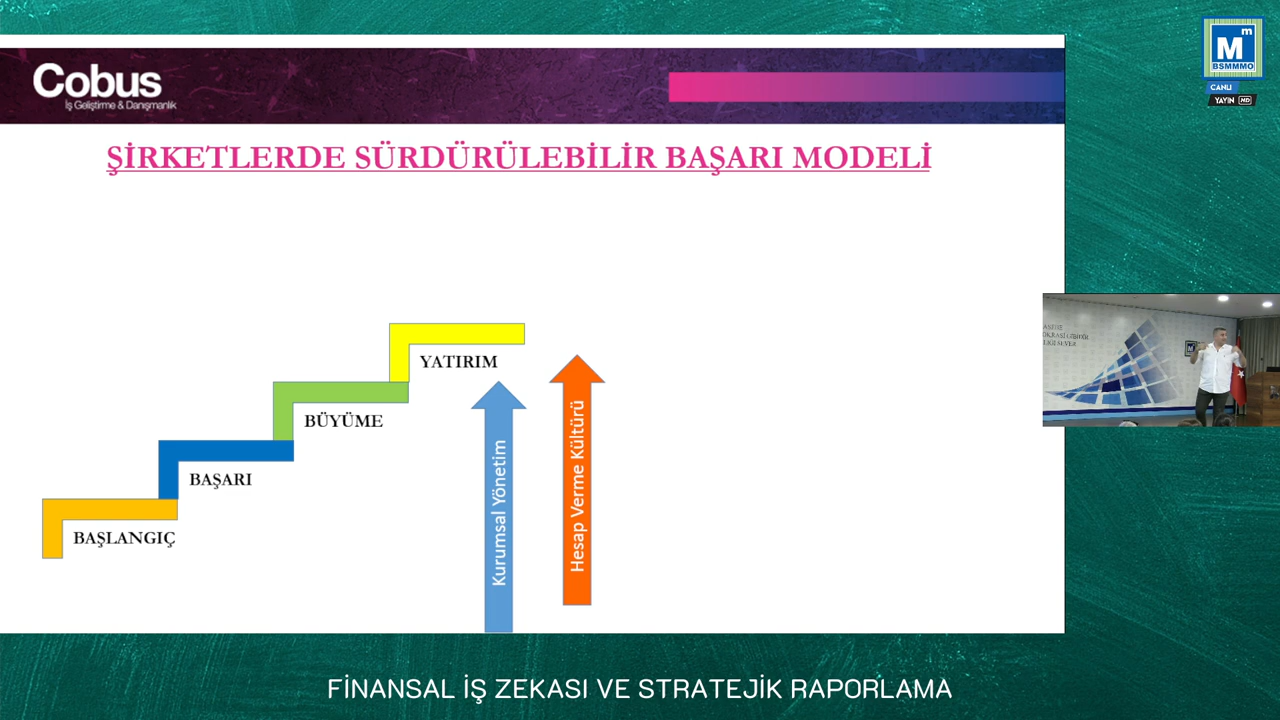 Cobus
İş Geliştirme & Danışmanlık
M m
BSMMMO
CANLI
YAYIN HD
ŞİRKETLERDE SÜRDÜRÜLEBİLİR BAŞARI MODELİ
YATIRIM
BÜYÜME
BAŞARI
BAŞLANGIÇ
Kurumsal Yönetim
Hesap Verme Kültürü
FİNANSAL İŞ ZEKASI VE STRATEJİK RAPORLAMA